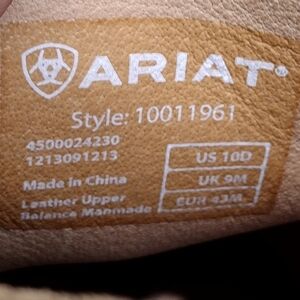 ARIAT
Style: 10011961
4500024230
1213091213
US 10D
Made in China
UK 9M
Leather Upper
EUR 43M
Balance Manmade